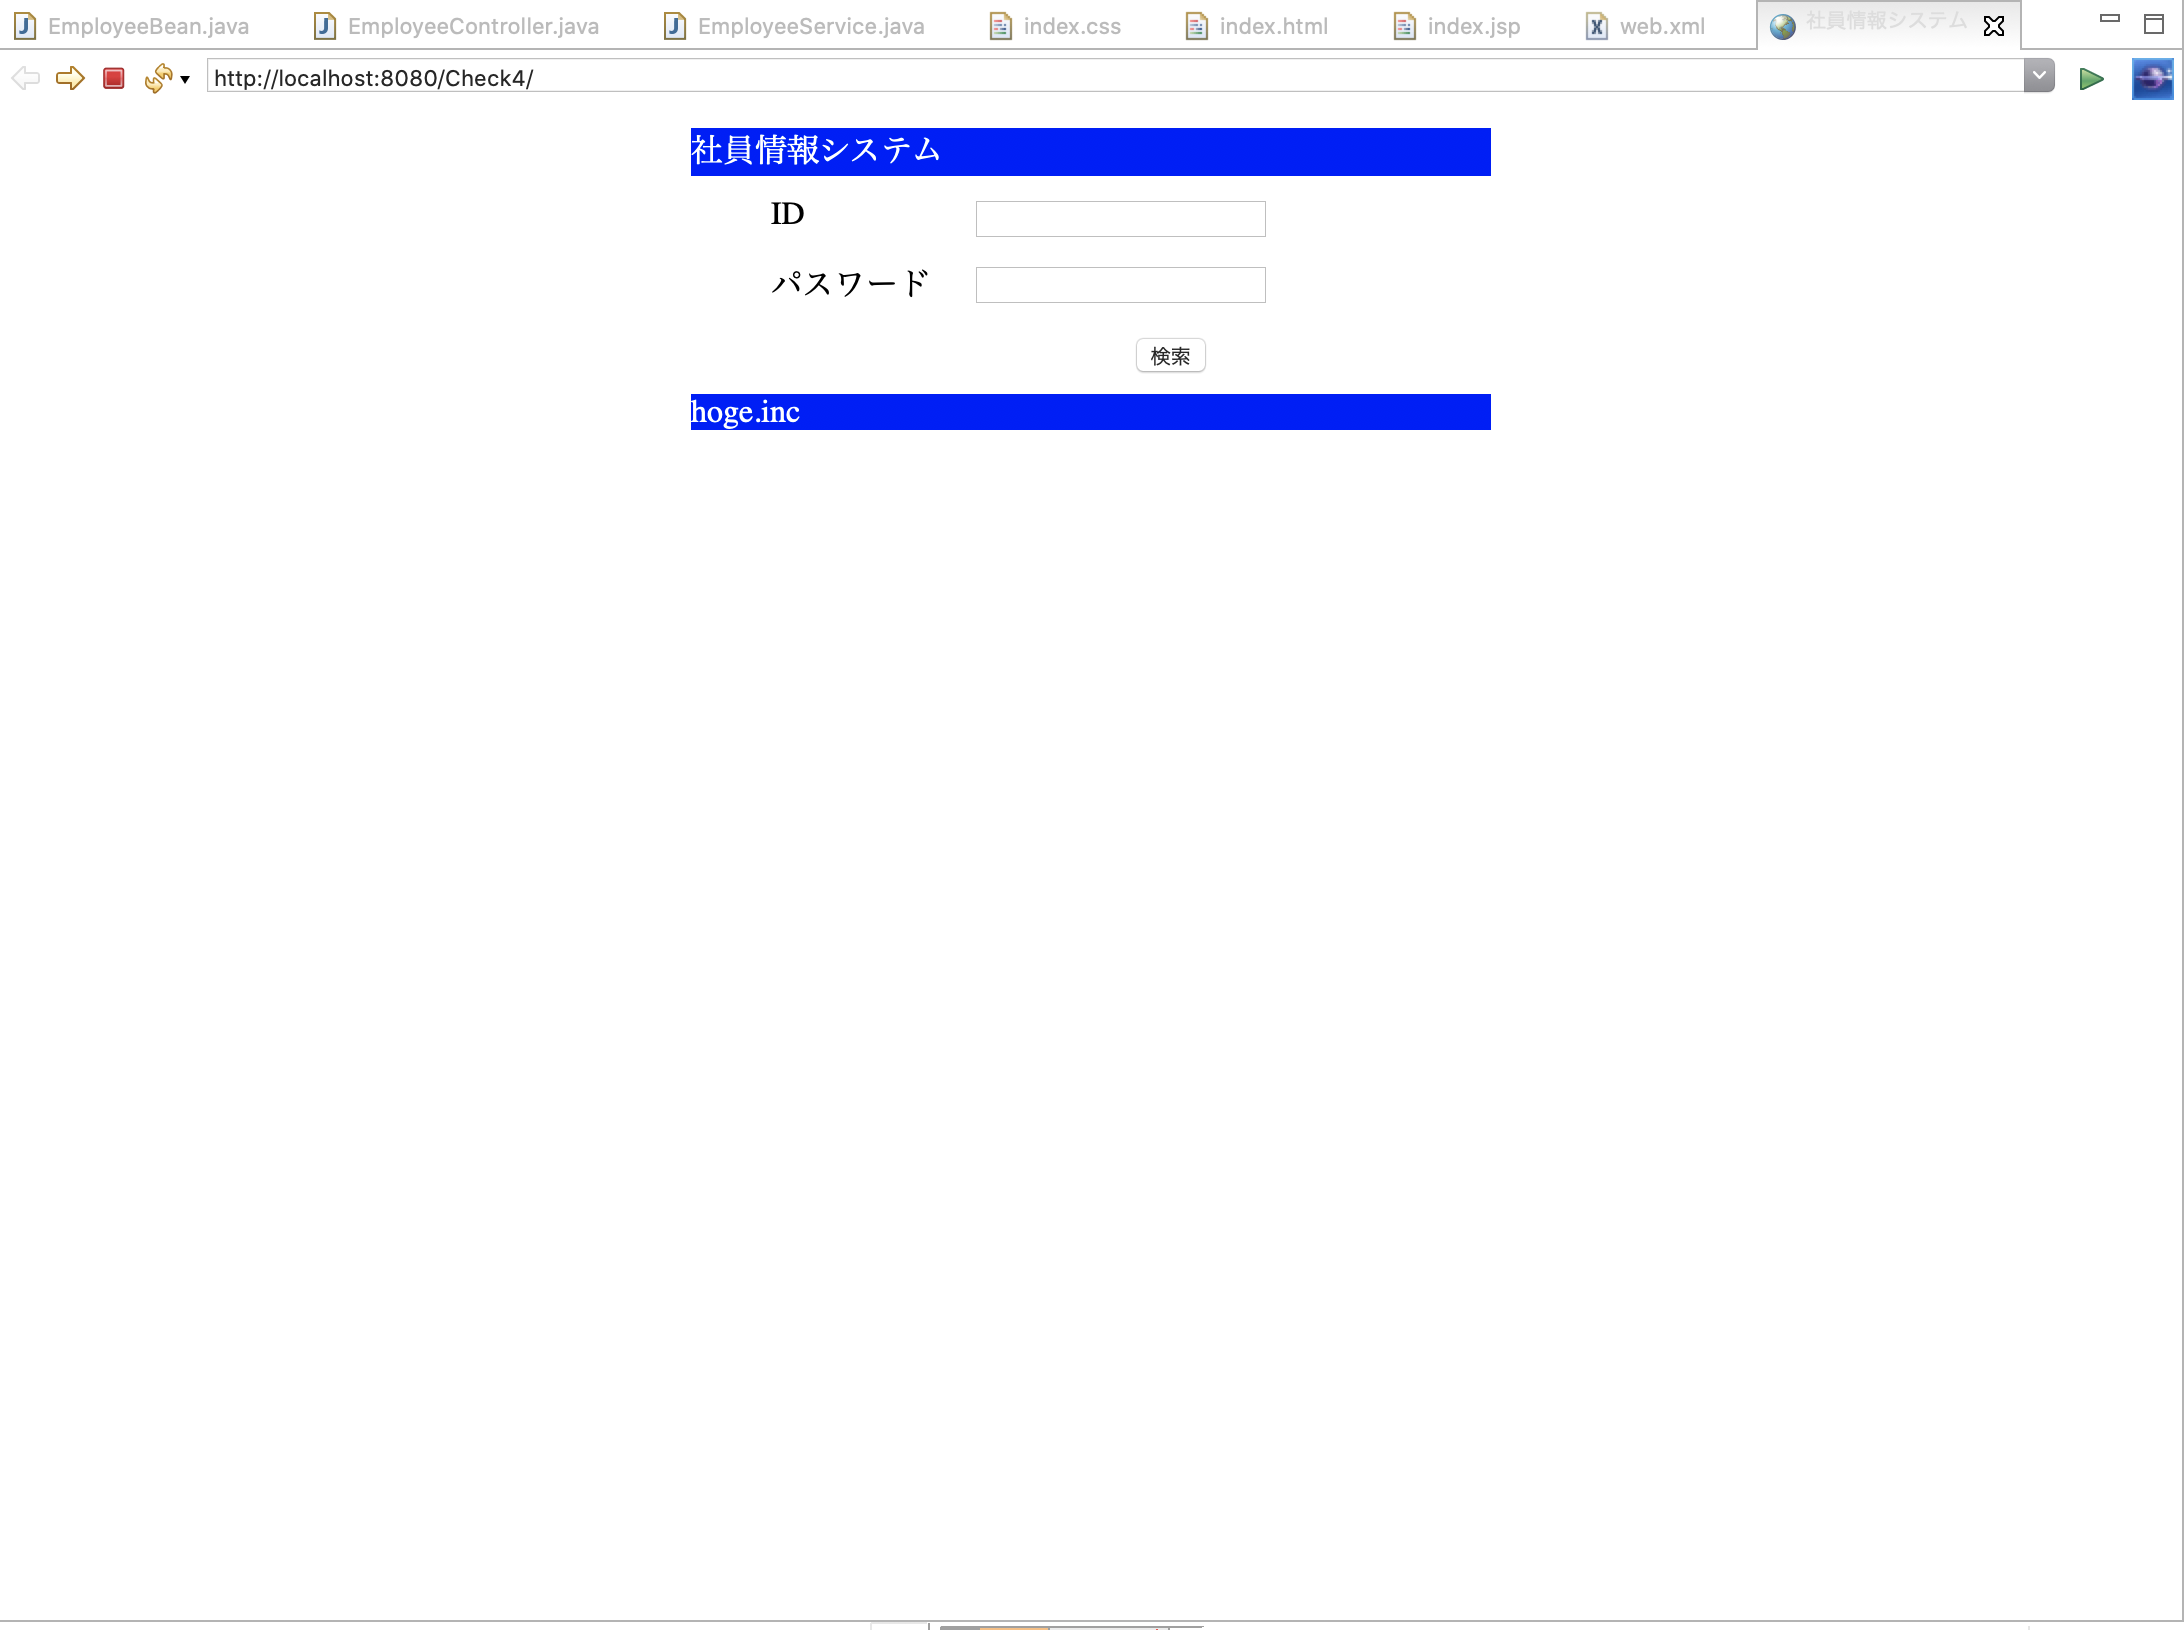 EmployeeBean.java EmployeeController.java EmployeeService.java index.css index.html index.jsp web.xml 社員情報システム
http://localhost:8080/Check4/
社員情報システム
ID
パスワード
検索
hoge.inc